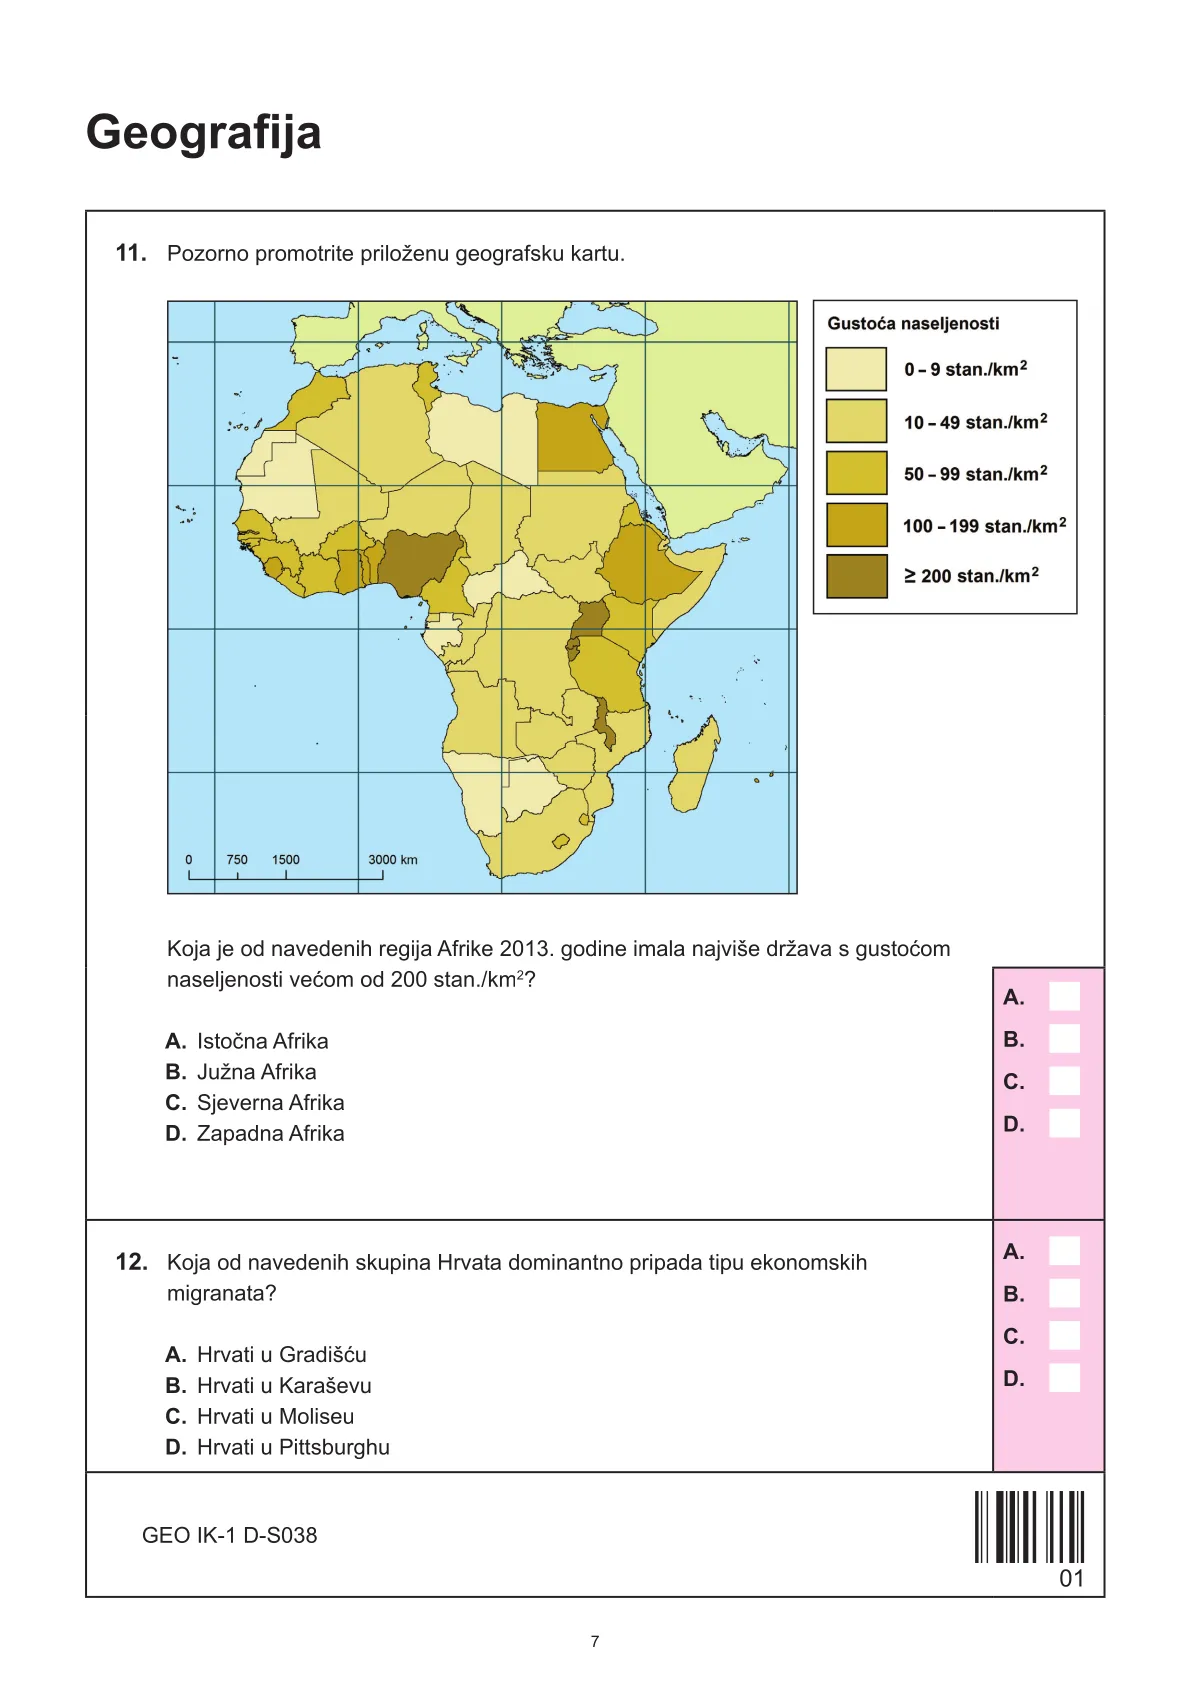 Geografija
11. Pozorno promotrite priloženu geografsku kartu.
Gustoća naseljenosti
0 – 9 stan./km²
10 – 49 stan./km²
50 – 99 stan./km²
100 – 199 stan./km²
≥ 200 stan./km²
0 750 1500 3000 km
Koja je od navedenih regija Afrike 2013. godine imala najviše država s gustoćom
naseljenosti većom od 200 stan./km²?
A. Istočna Afrika
B. Južna Afrika
C. Sjeverna Afrika
D. Zapadna Afrika
A.
B.
C.
D.
12. Koja od navedenih skupina Hrvata dominantno pripada tipu ekonomskih
migranata?
A. Hrvati u Gradišću
B. Hrvati u Karaševu
C. Hrvati u Moliseu
D. Hrvati u Pittsburghu
A.
B.
C.
D.
GEO IK-1 D-S038
01
7